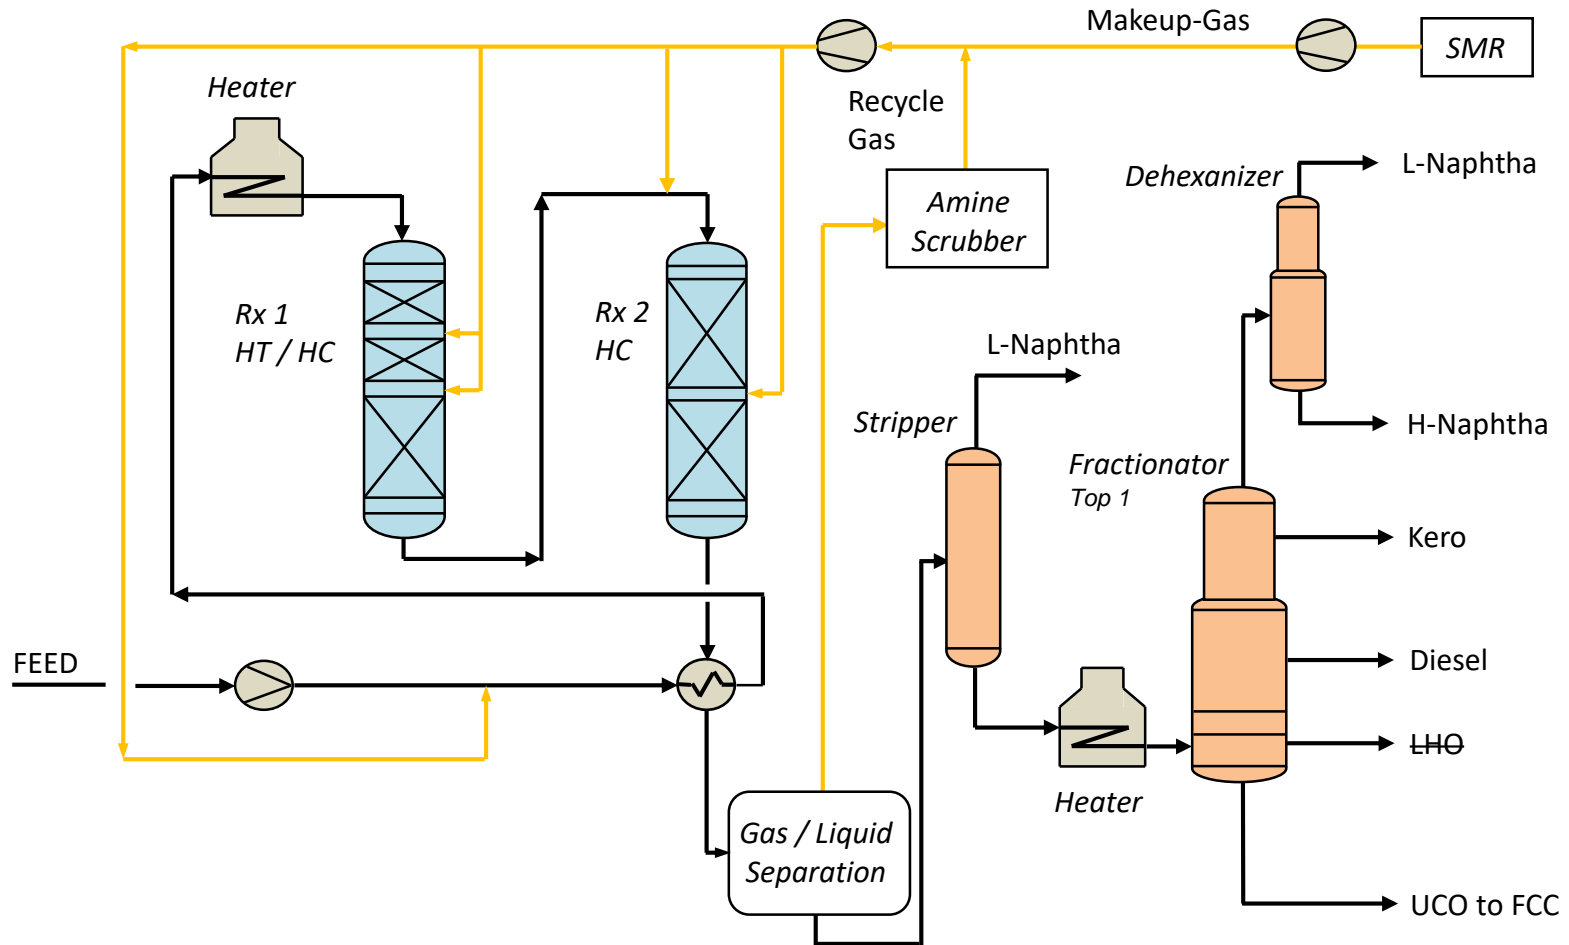 Makeup-Gas
SMR
Heater
Recycle
Gas
L-Naphtha
Dehexanizer
Amine
Scrubber
Rx 1
HT / HC
Rx 2
HC
L-Naphtha
Stripper
H-Naphtha
Fractionator
Top 1
Kero
FEED
Diesel
LHO
Heater
Gas / Liquid
Separation
UCO to FCC